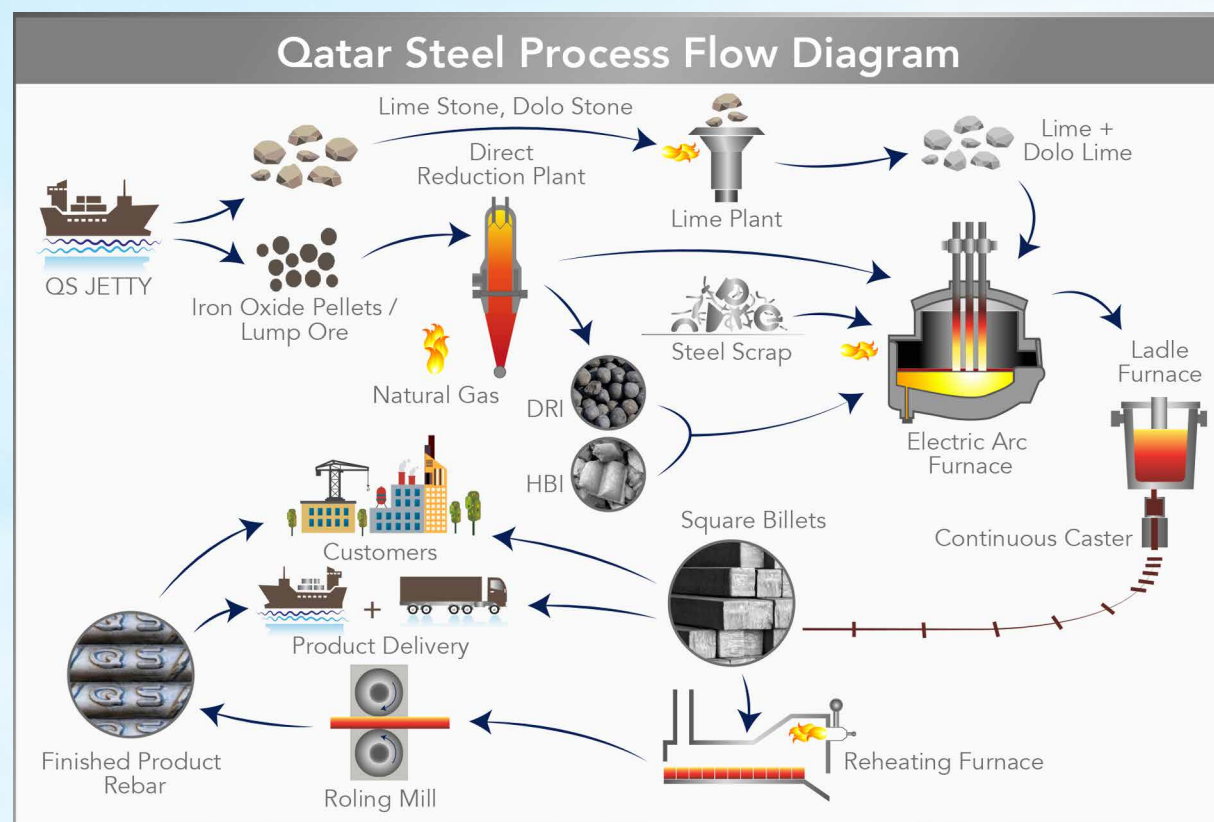 Qatar Steel Process Flow Diagram
Lime Stone, Dolo Stone
Lime Plant
Lime +
Dolo Lime
Direct
Reduction Plant
QS JETTY
Iron Oxide Pellets /
Lump Ore
Natural Gas
Steel Scrap
DRI
HBI
Electric Arc
Furnace
Ladle
Furnace
Continuous Caster
Square Billets
Customers
+
Product Delivery
QS
QS
Finished Product
Rebar
Roling Mill
Reheating Furnace